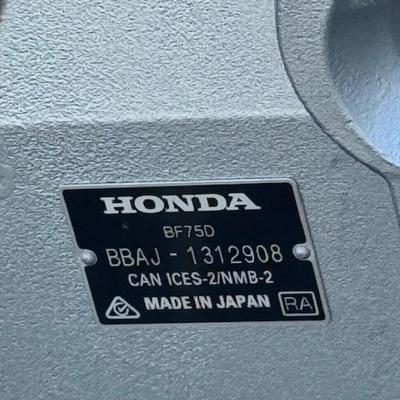 HONDA
BF75D
BBAJ - 1312908
CAN ICES-2/NMB-2
MADE IN JAPAN RA